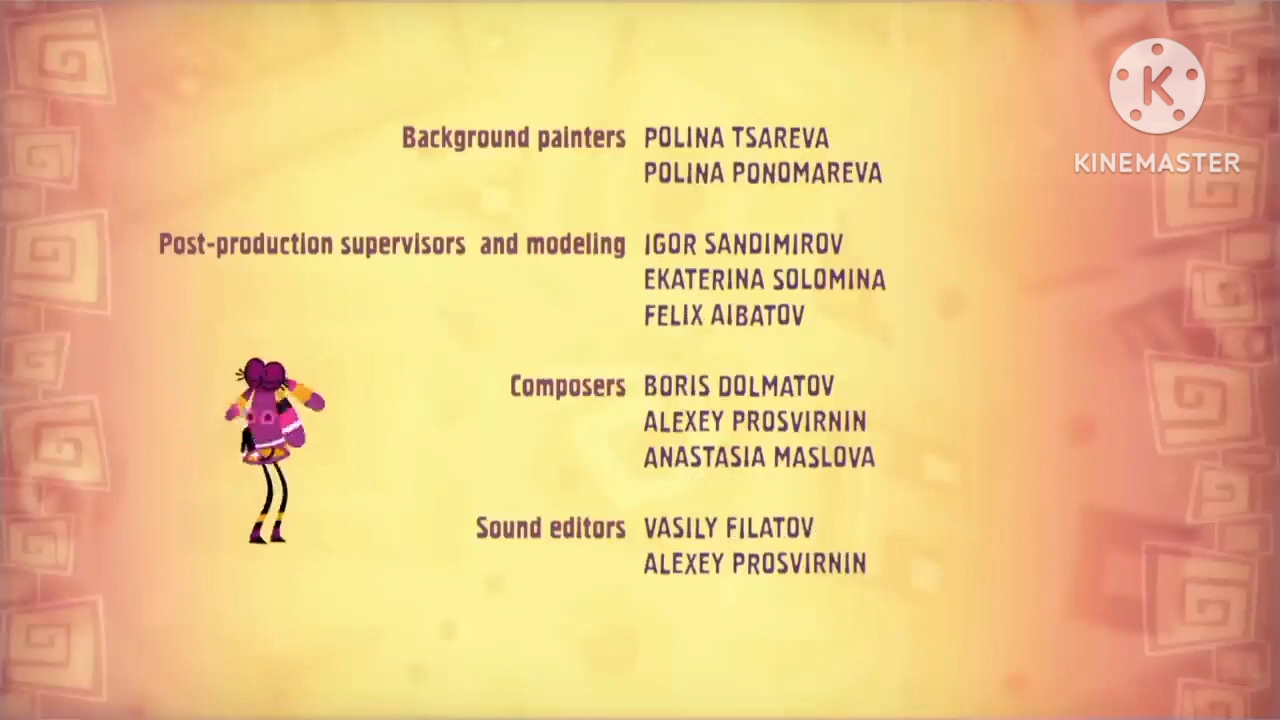 Background painters POLINA TSAREVA
POLINA PONOMAREVA
Post-production supervisors and modeling IGOR SANDIMIROV
EKATERINA SOLOMINA
FELIX AIBATOV
Composers BORIS DOLMATOV
ALEXEY PROSVIRNIN
ANASTASIA MASLOVA
Sound editors VASILY FILATOV
ALEXEY PROSVIRNIN
K
KINEMASTER